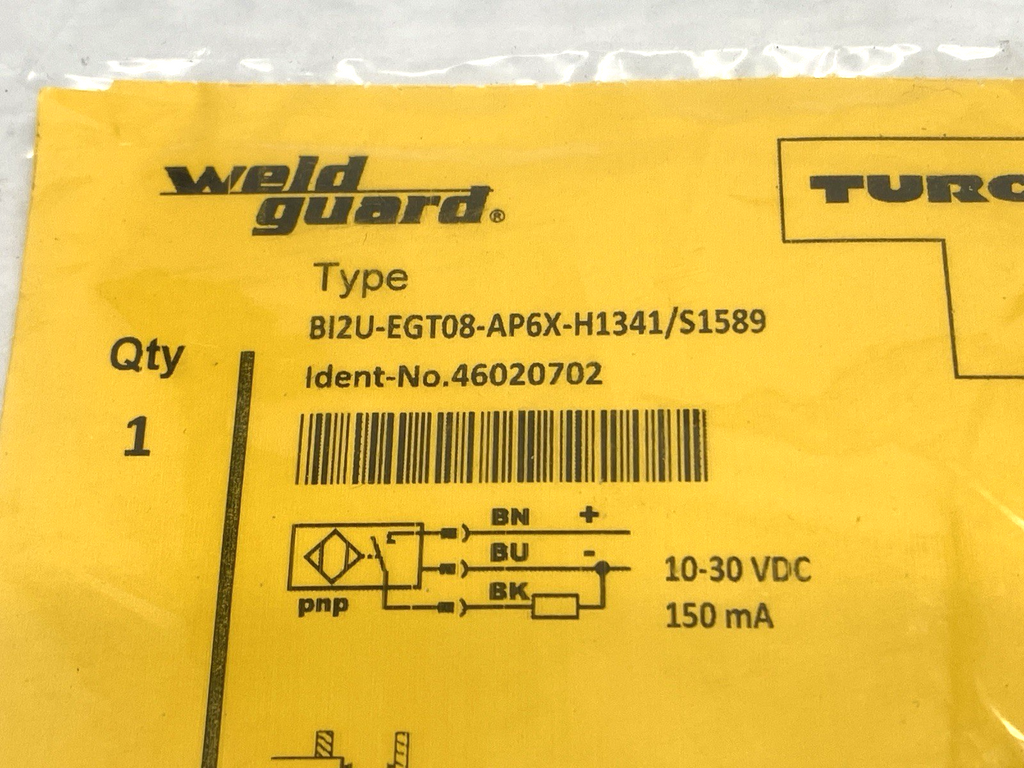 weld
guard®
TURC
Type
BI2U-EGT08-AP6X-H1341/S1589
Qty
Ident-No.46020702
1
BN +
BU -
10-30 VDC
BK
pnp
150 mA